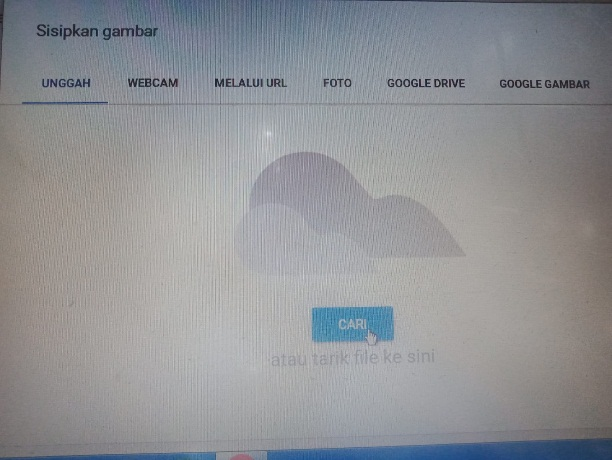 Sisipkan gambar
UNGGAH WEBCAM MELALUI URL FOTO GOOGLE DRIVE GOOGLE GAMBAR
CARI
atau tarik file ke sini